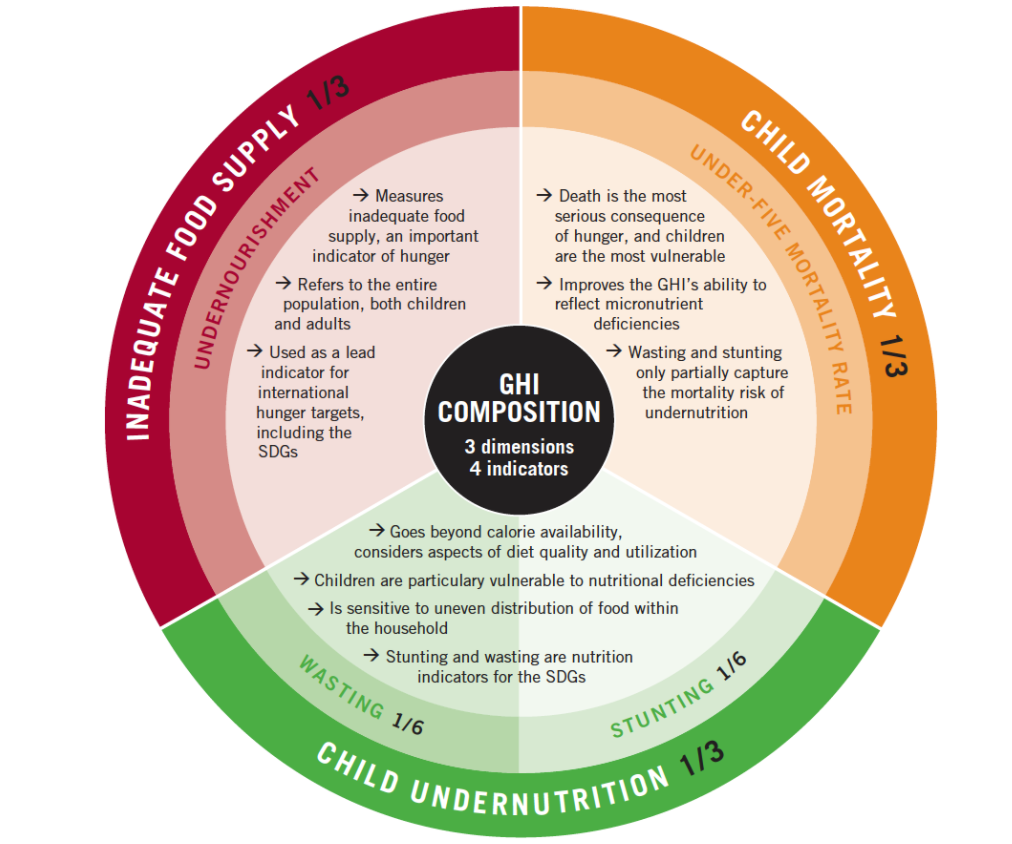 INADEQUATE FOOD SUPPLY 1/3
UNDERNOURISHMENT
→ Measures
inadequate food
supply, an important
indicator of hunger
→ Refers to the entire
population, both children
and adults
→ Used as a lead
indicator for
international
hunger targets,
including the
SDGs
CHILD MORTALITY 1/3
UNDER-FIVE MORTALITY RATE
→ Death is the most
serious consequence
of hunger, and children
are the most vulnerable
→ Improves the GHI’s ability to
reflect micronutrient
deficiencies
→ Wasting and stunting
only partially capture
the mortality risk of
undernutrition
GHI
COMPOSITION
3 dimensions
4 indicators
→ Goes beyond calorie availability,
considers aspects of diet quality and utilization
→ Children are particulary vulnerable to nutritional deficiencies
→ Is sensitive to uneven distribution of food within
the household
→ Stunting and wasting are nutrition
indicators for the SDGs
WASTING 1/6
STUNTING 1/6
CHILD UNDERNUTRITION 1/3